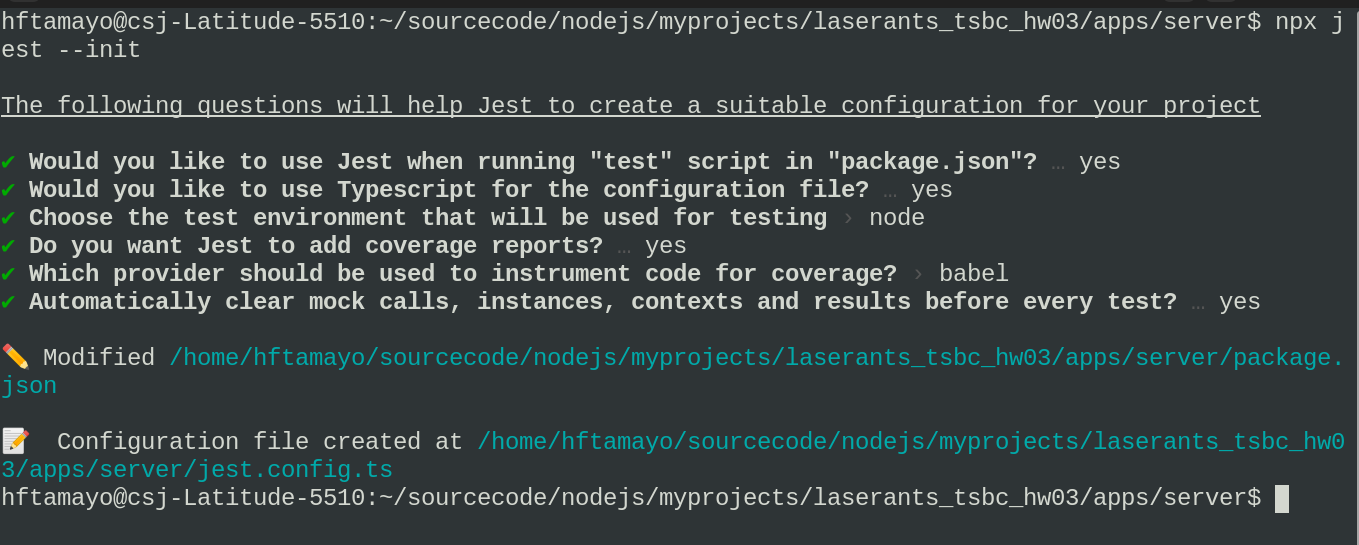 hftamayo@csj-Latitude-5510:~/sourcecode/nodejs/myprojects/laserants_tsbc_hw03/apps/server$ npx j
est --init
The following questions will help Jest to create a suitable configuration for your project
✔ Would you like to use Jest when running "test" script in "package.json"? … yes
✔ Would you like to use Typescript for the configuration file? … yes
✔ Choose the test environment that will be used for testing › node
✔ Do you want Jest to add coverage reports? … yes
✔ Which provider should be used to instrument code for coverage? › babel
✔ Automatically clear mock calls, instances, contexts and results before every test? … yes
✏️ Modified /home/hftamayo/sourcecode/nodejs/myprojects/laserants_tsbc_hw03/apps/server/package.
json
📝 Configuration file created at /home/hftamayo/sourcecode/nodejs/myprojects/laserants_tsbc_hw0
3/apps/server/jest.config.ts
hftamayo@csj-Latitude-5510:~/sourcecode/nodejs/myprojects/laserants_tsbc_hw03/apps/server$